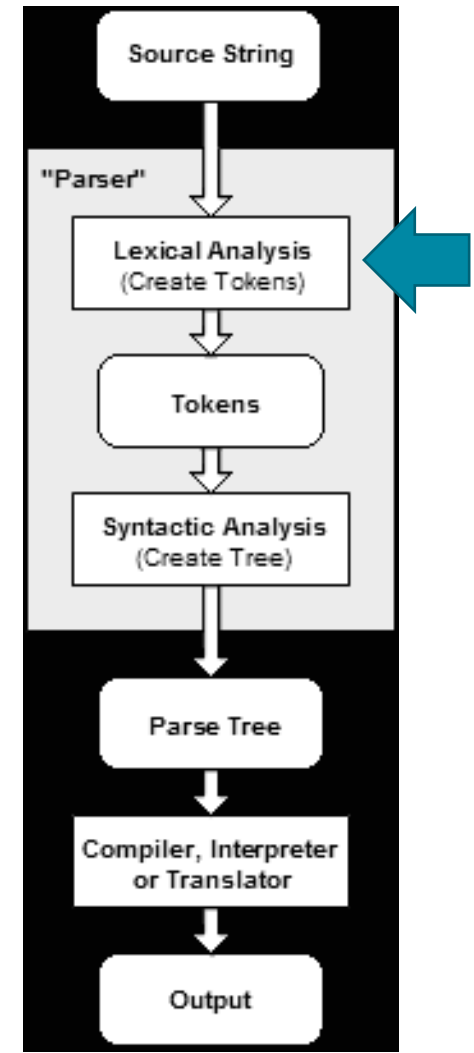 Source String
"Parser"
Lexical Analysis
(Create Tokens)
Tokens
Syntactic Analysis
(Create Tree)
Parse Tree
Compiler, Interpreter
or Translator
Output